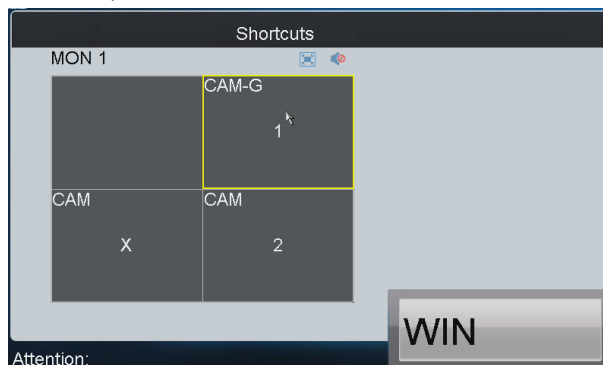 Shortcuts
MON 1
CAM-G
1
CAM
CAM
X
2
WIN
Attention: